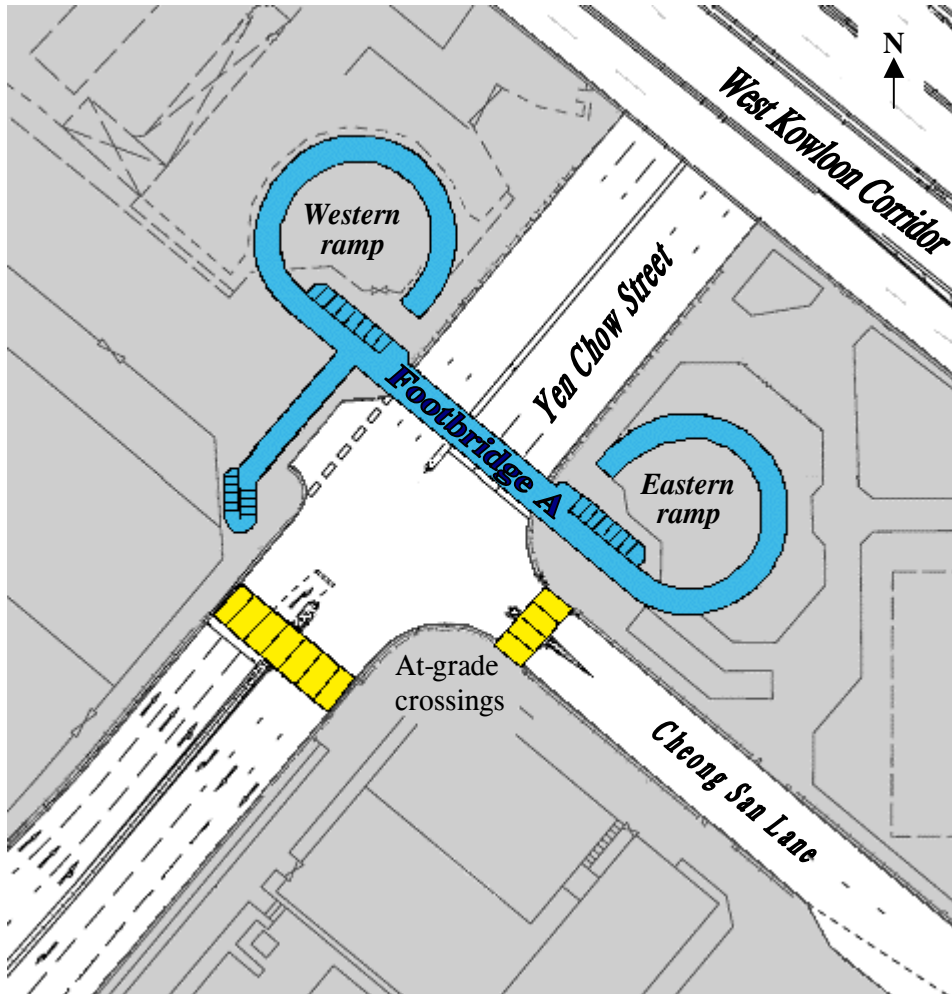 N
West Kowloon Corridor
Western
ramp
Yen Chow Street
Footbridge A
Eastern
ramp
At-grade
crossings
Cheong San Lane